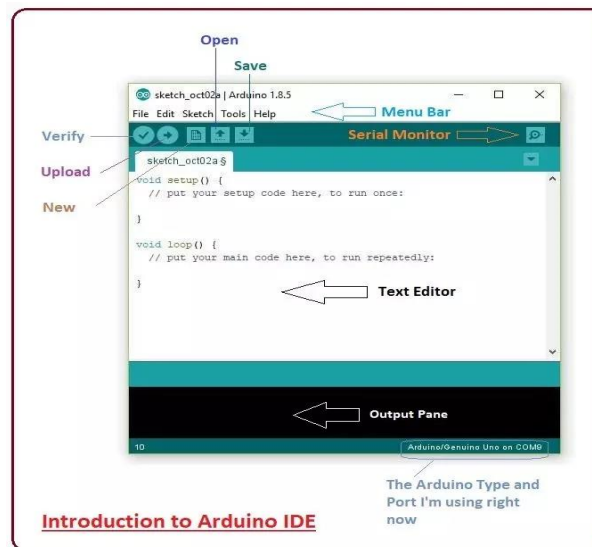 Open
Save
sketch_oct02a | Arduino 1.8.5
File Edit Sketch Tools Help
Menu Bar
Verify
Serial Monitor
sketch_oct02a §
Upload
void setup() {
// put your setup code here, to run once:
New
}
void loop() {
// put your main code here, to run repeatedly:
}
Text Editor
Output Pane
10
Arduino/Genuino Uno on COM9
The Arduino Type and
Port I'm using right
now
Introduction to Arduino IDE